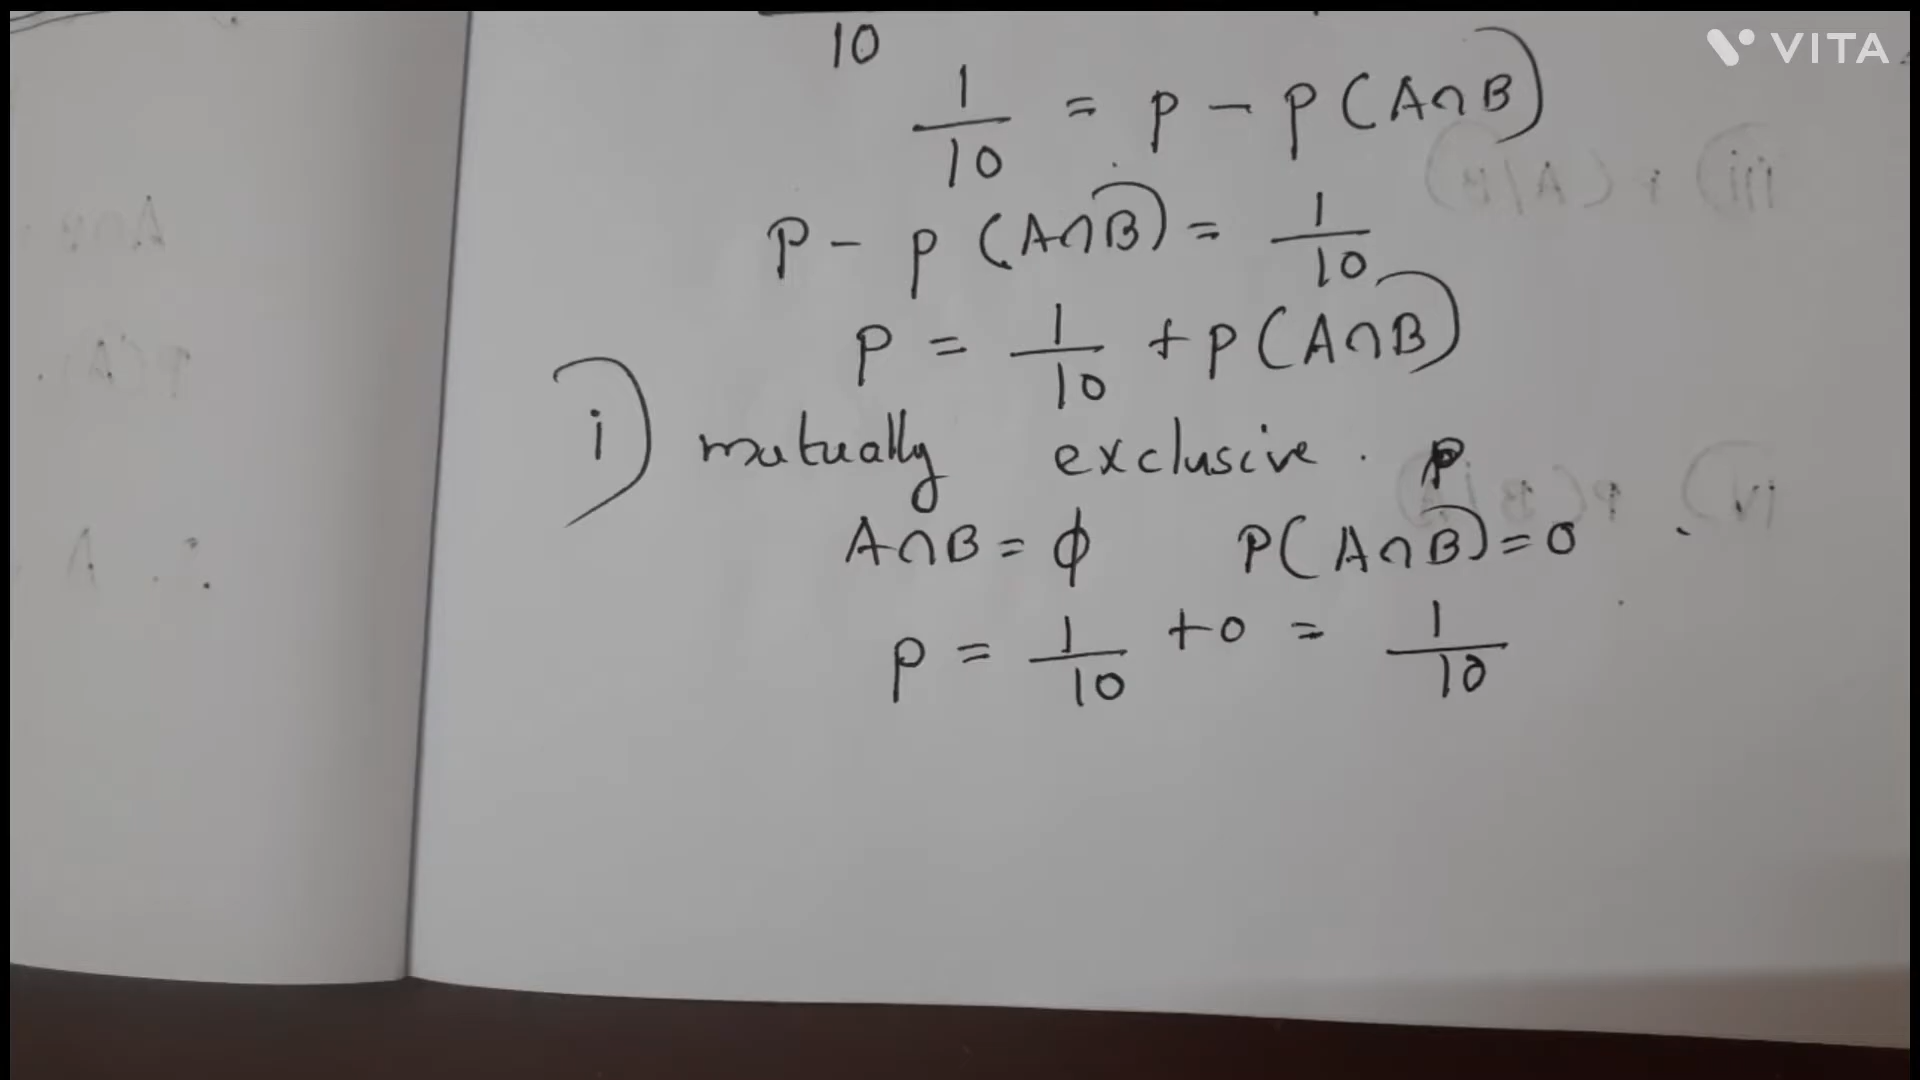 VITA
10
1/10 = P - P(A∩B)
P - P(A∩B) = 1/10
P = 1/10 + P(A∩B)
i) mutually exclusive. P
A∩B = ϕ P(A∩B) = 0
P = 1/10 + 0 = 1/10